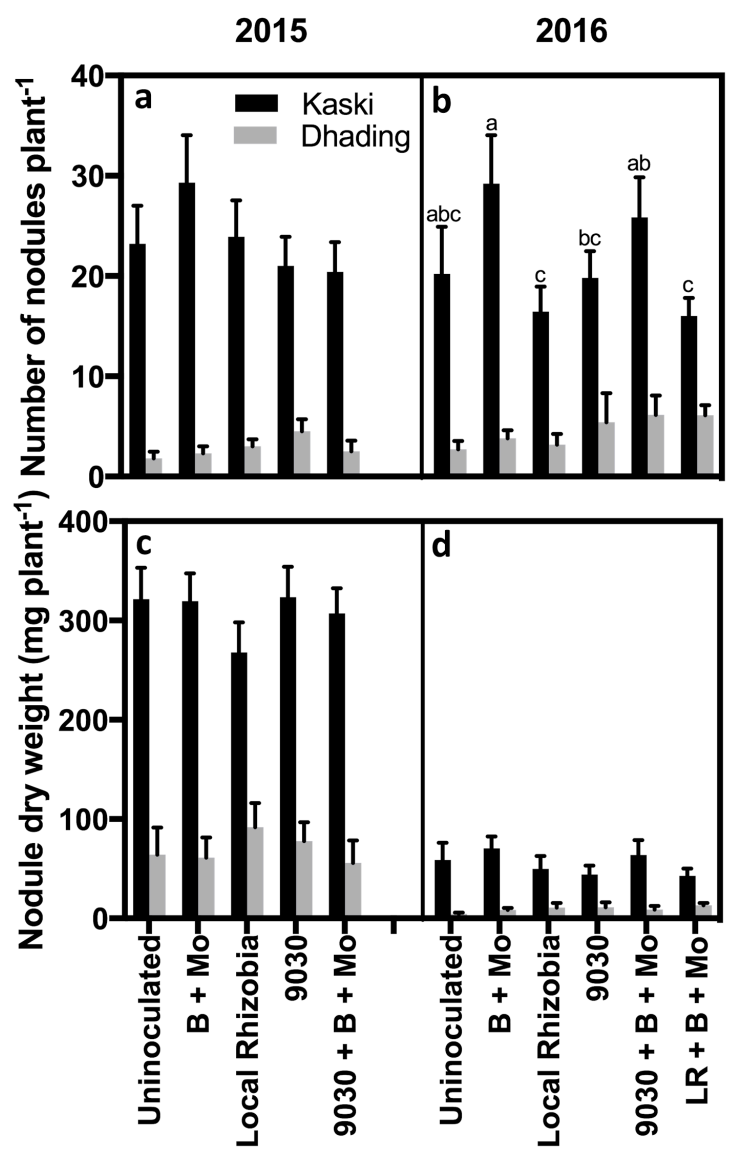 2015 2016
Number of nodules plant-1
40
30
20
10
0
a
Kaski
Dhading
b
abc
a
c
bc
ab
c
Nodule dry weight (mg plant-1)
400
300
200
100
0
c
d
Uninoculated
B + Mo
Local Rhizobia
9030
9030 + B + Mo
Uninoculated
B + Mo
Local Rhizobia
9030
9030 + B + Mo
LR + B + Mo